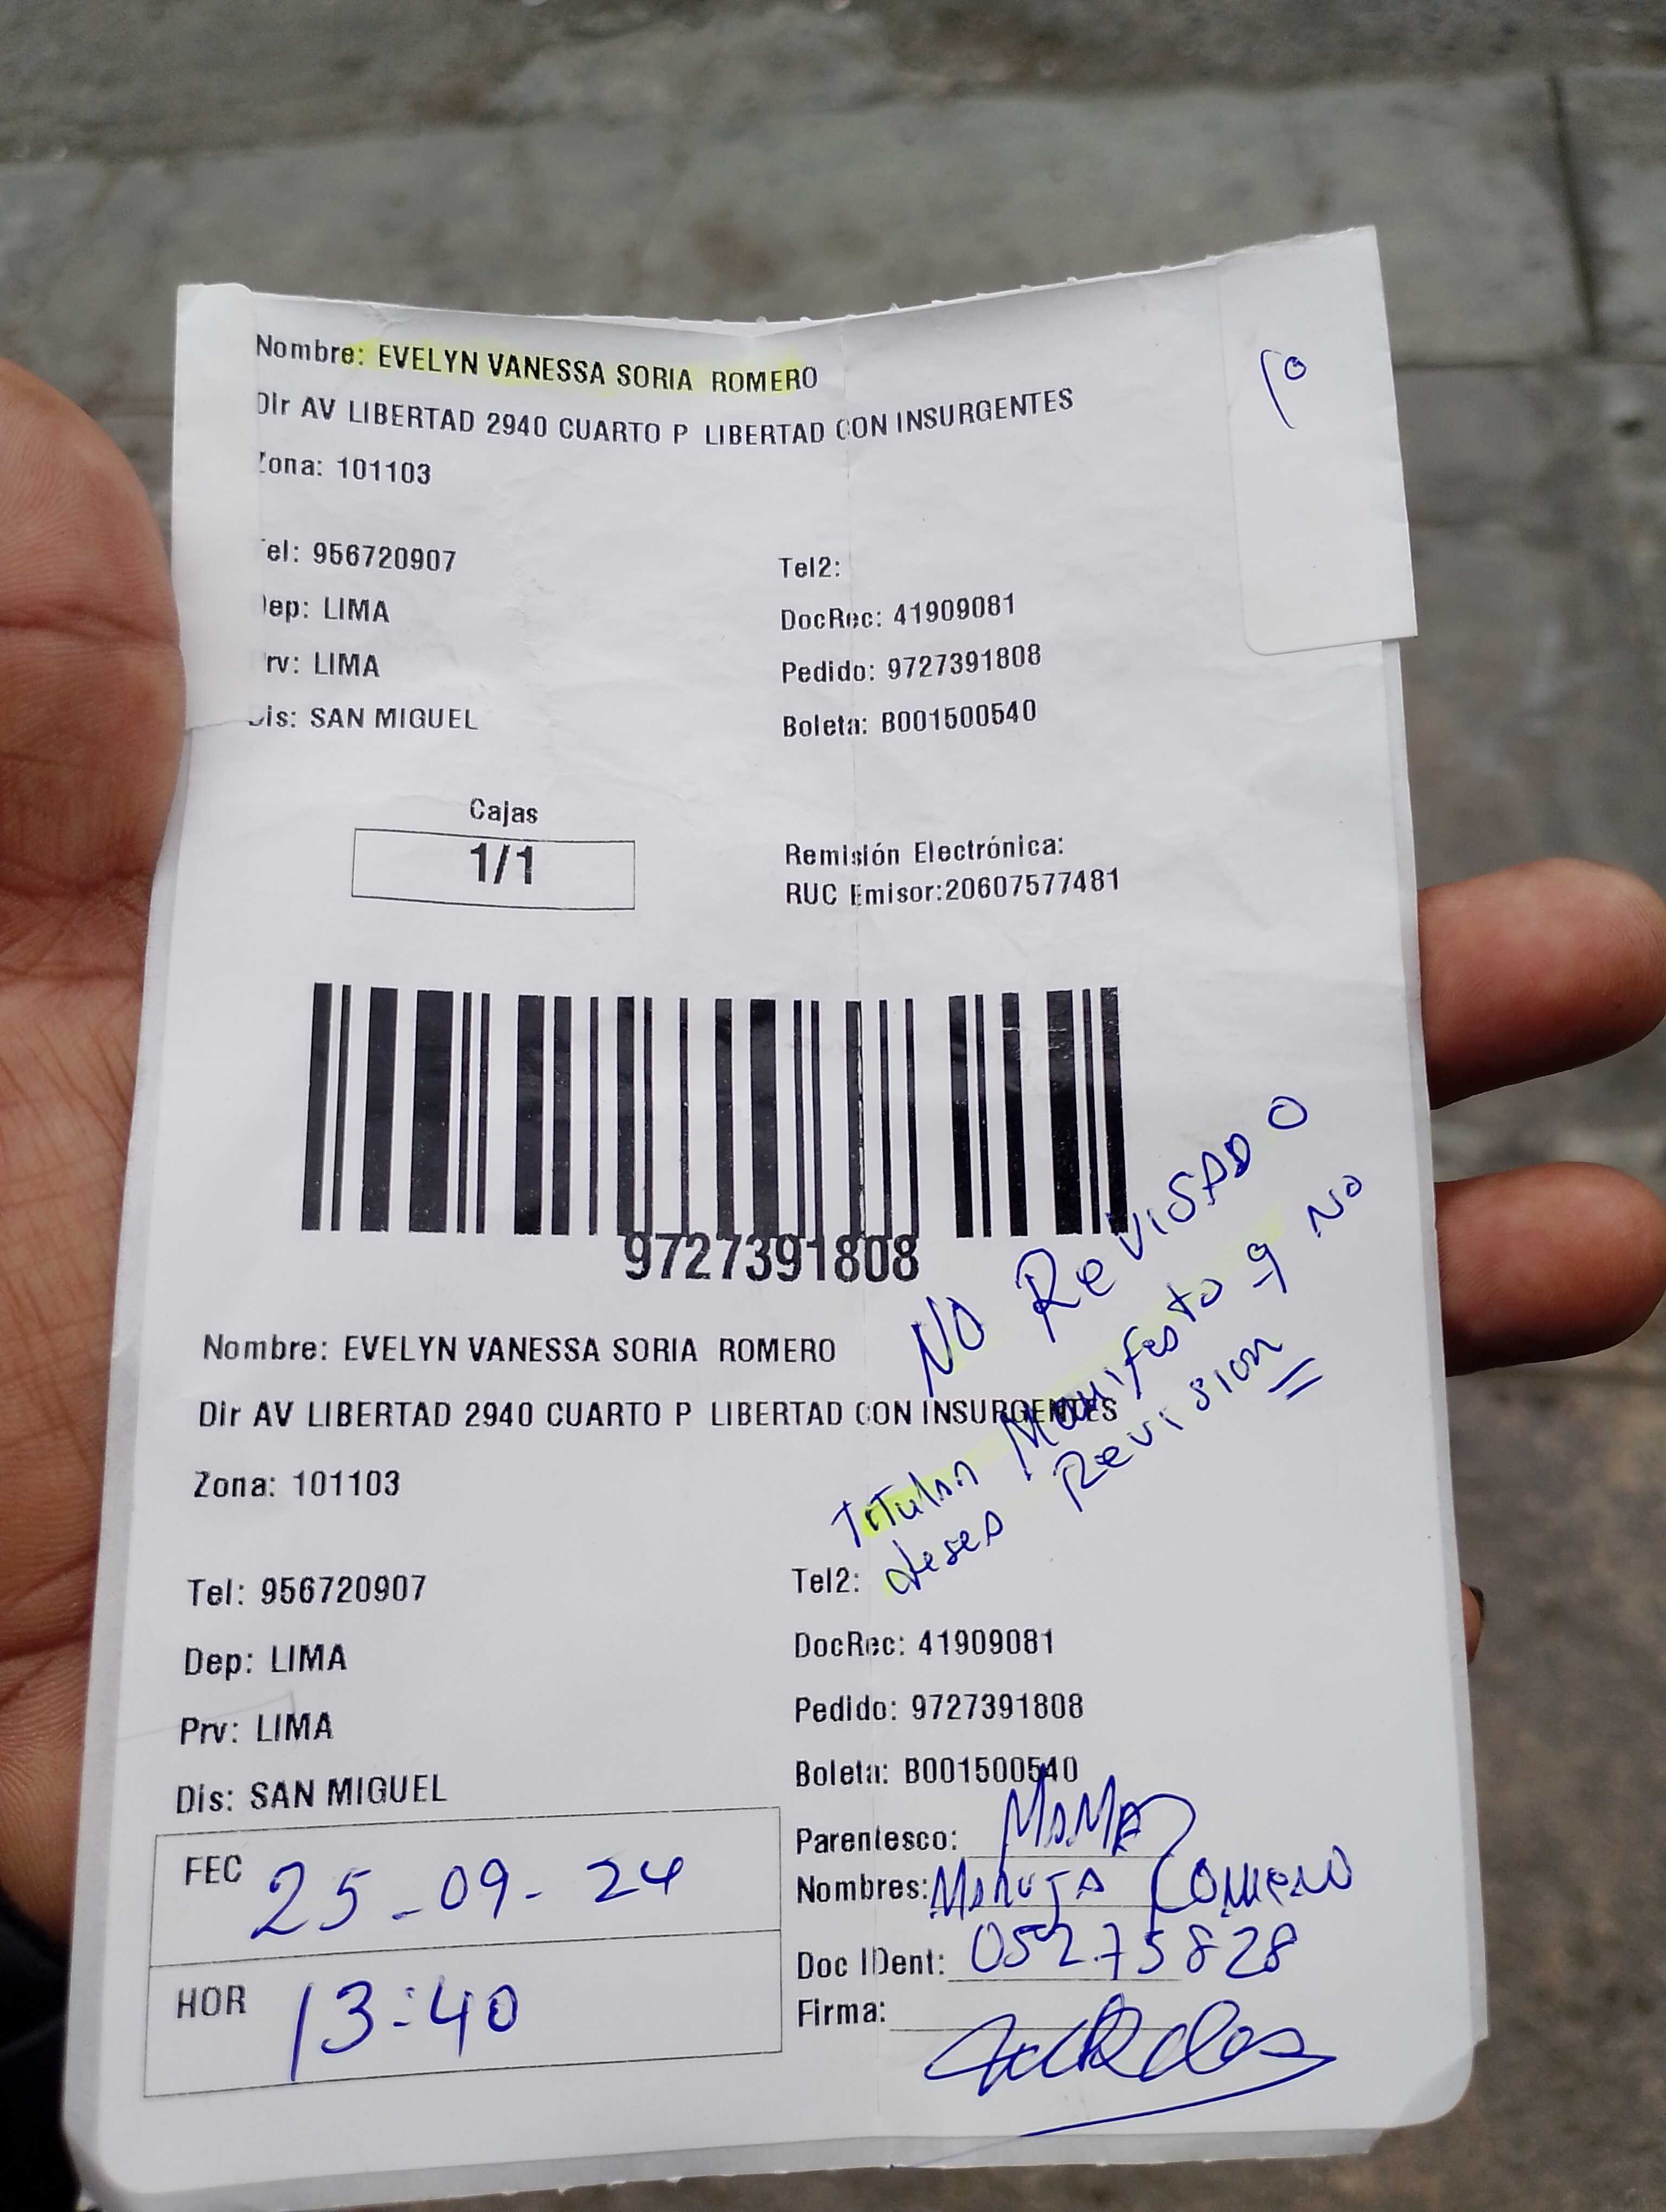 Nombre: EVELYN VANESSA SORIA ROMERO
Dir AV LIBERTAD 2940 CUARTO P LIBERTAD CON INSURGENTES
Zona: 101103
Tel: 956720907
Tel2:
Dep: LIMA
DocRec: 41909081
Prv: LIMA
Pedido: 9727391808
Dis: SAN MIGUEL
Boleta: B001500540
Cajas
1/1
Remisión Electrónica:
RUC Emisor:20607577481
9727391808
NO REVISADO
Titular Manifesto q No
desea Revision
Nombre: EVELYN VANESSA SORIA ROMERO
Dir AV LIBERTAD 2940 CUARTO P LIBERTAD CON INSURGENTES
Zona: 101103
Tel: 956720907
Tel2:
Dep: LIMA
DocRec: 41909081
Prv: LIMA
Pedido: 9727391808
Dis: SAN MIGUEL
Boleta: B001500540
FEC 25-09-24
HOR 13:40
Parentesco: MAMA
Nombres: MARUJA ROMERO
Doc IDent: 05275828
Firma: